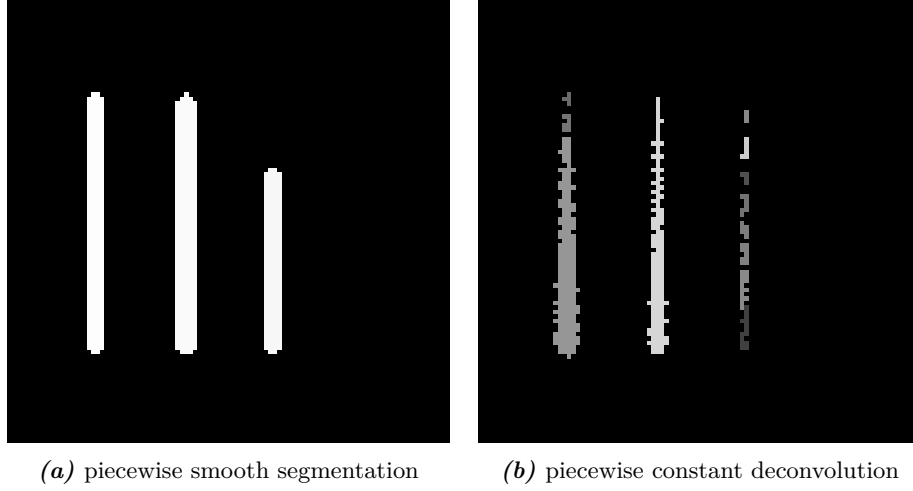 (a) piecewise smooth segmentation
(b) piecewise constant deconvolution